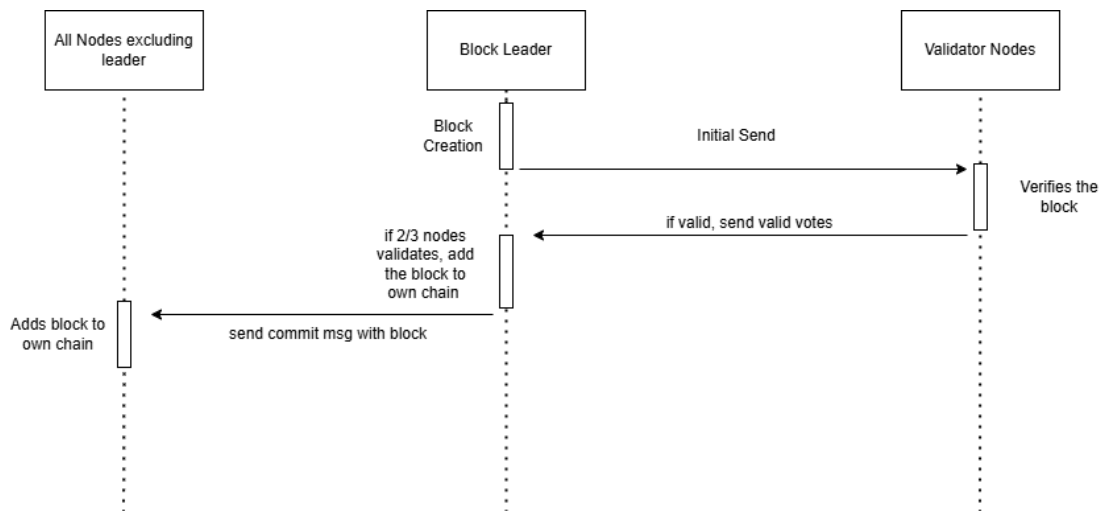 All Nodes excluding
leader
Block Leader
Validator Nodes
Block
Creation
Initial Send
Verifies the
block
if valid, send valid votes
if 2/3 nodes
validates, add
the block to
own chain
Adds block to
own chain
send commit msg with block